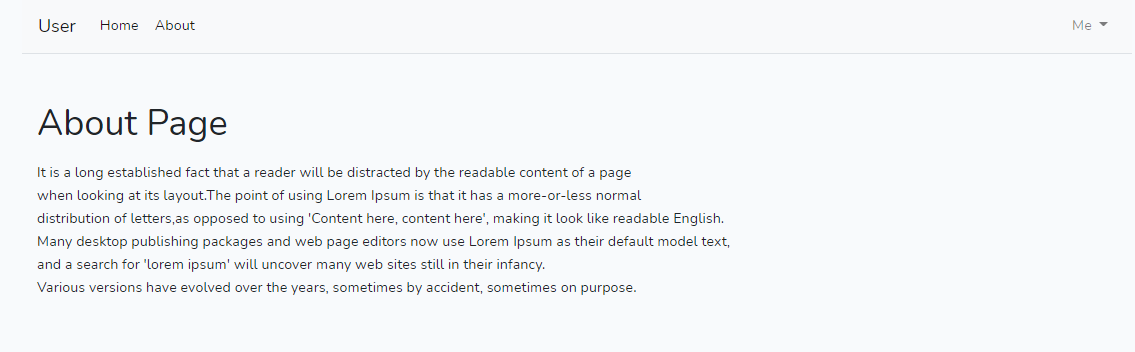 User Home About Me
About Page
It is a long established fact that a reader will be distracted by the readable content of a page
when looking at its layout.The point of using Lorem Ipsum is that it has a more-or-less normal
distribution of letters,as opposed to using 'Content here, content here', making it look like readable English.
Many desktop publishing packages and web page editors now use Lorem Ipsum as their default model text,
and a search for 'lorem ipsum' will uncover many web sites still in their infancy.
Various versions have evolved over the years, sometimes by accident, sometimes on purpose.